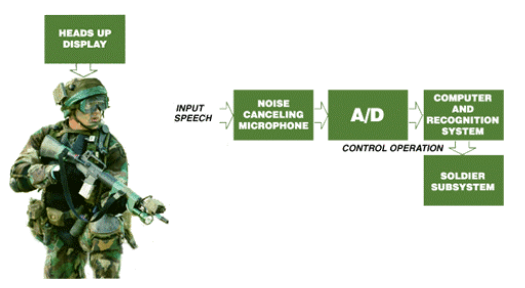 HEADS UP
DISPLAY
INPUT
SPEECH
NOISE
CANCELING
MICROPHONE
A/D
COMPUTER
AND
RECOGNITION
SYSTEM
CONTROL OPERATION
SOLDIER
SUBSYSTEM